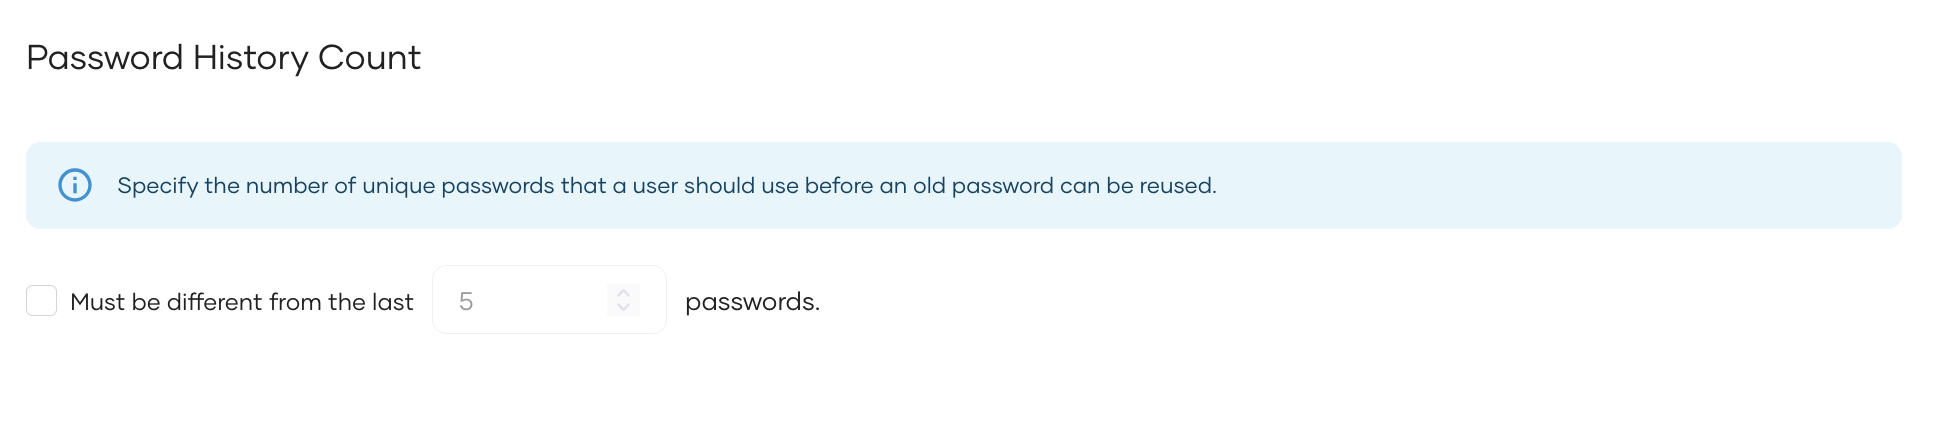 Password History Count
Specify the number of unique passwords that a user should use before an old password can be reused.
Must be different from the last 5 passwords.